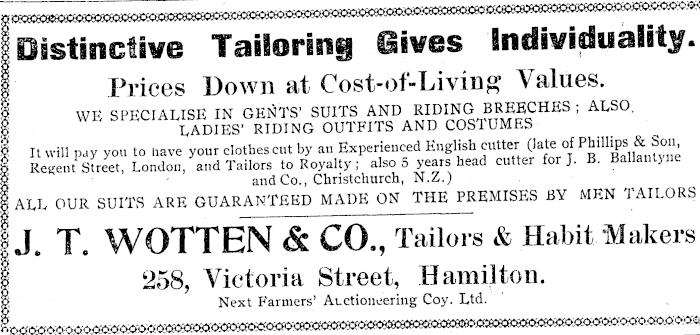 Distinctive Tailoring Gives Individuality.
Prices Down at Cost-of-Living Values.
WE SPECIALISE IN GENTS' SUITS AND RIDING BREECHES; ALSO,
LADIES' RIDING OUTFITS AND COSTUMES
It will pay you to have your clothes cut by an Experienced English cutter (late of Phillips & Son,
Regent Street, London, and Tailors to Royalty; also 5 years head cutter for J. B. Ballantyne
and Co., Christchurch, N.Z.)
ALL OUR SUITS ARE GUARANTEED MADE ON THE PREMISES BY MEN TAILORS
J. T. WOTTEN & CO., Tailors & Habit Makers
258, Victoria Street, Hamilton.
Next Farmers' Auctioneering Coy. Ltd.